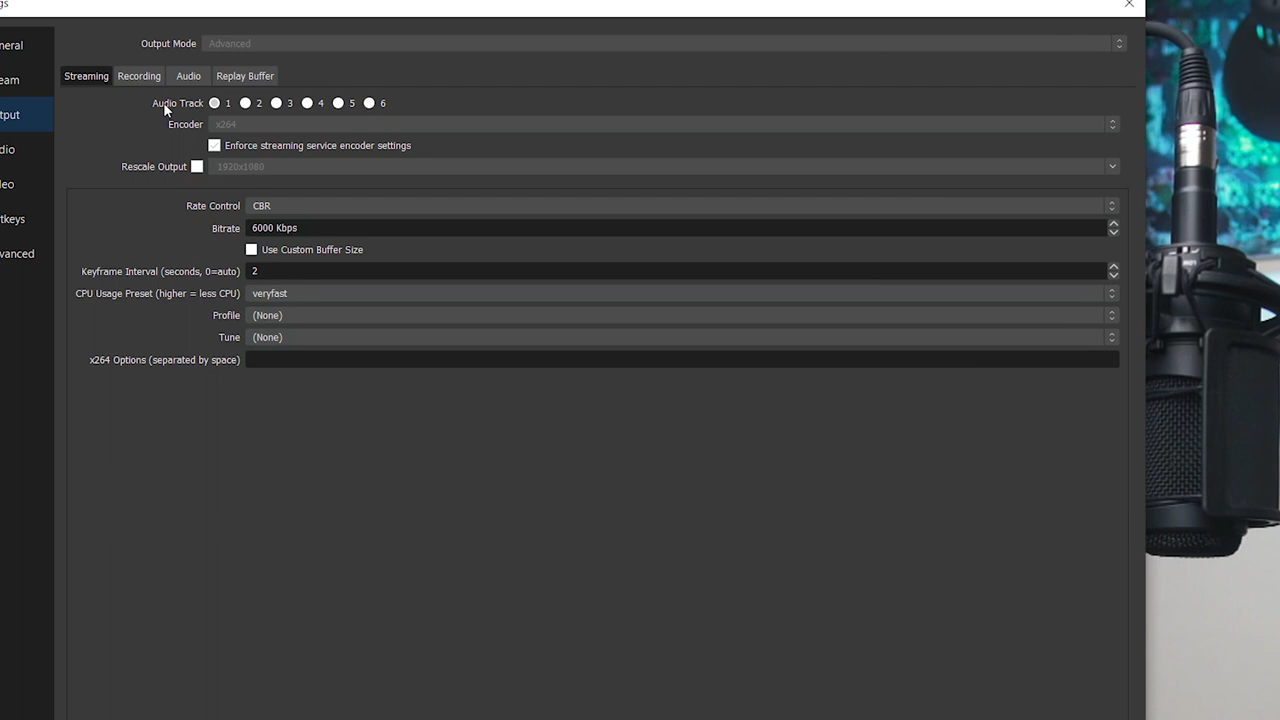 gs
neral
Output Mode Advanced
eam
Streaming Recording Audio Replay Buffer
Audio Track 1 2 3 4 5 6
tput
Encoder x264
Enforce streaming service encoder settings
dio
Rescale Output 1920x1080
deo
Rate Control CBR
tkeys
Bitrate 6000 Kbps
Use Custom Buffer Size
vanced
Keyframe Interval (seconds, 0=auto) 2
CPU Usage Preset (higher = less CPU) veryfast
Profile (None)
Tune (None)
x264 Options (separated by space)